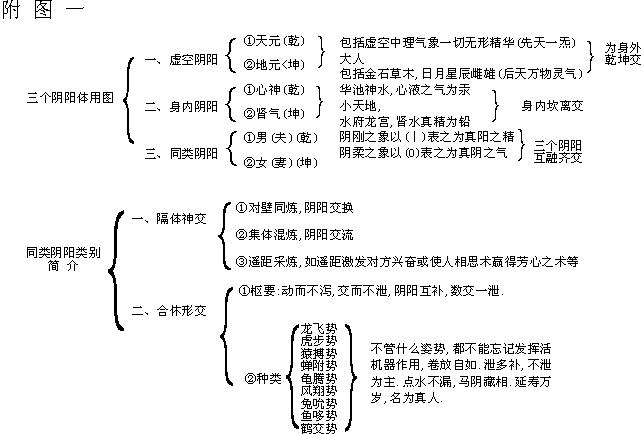 附 图 一
三个阴阳体用图
一、虚空阴阳
①天元(乾)
②地元<坤)
包括虚空中理气象一切无形精华(先天一炁)
大人
包括金石草木,日月星辰雌雄(后天万物灵气)
为身外
乾坤交
二、身内阴阳
①心神(乾)
②肾气(坤)
华池神水,心液之气为汞
小天地,
水府龙宫,肾水真精为铅
身内坎离交
三、同类阴阳
①男(夫)(乾)
②女(妻)(坤)
阴刚之象以(|)表之为真阳之精
阴柔之象以(0)表之为真阴之气
三个阴阳
互融齐交
同类阴阳类别
简 介
一、隔体神交
①对壁同炼,阴阳交换
②集体混炼,阴阳交流
③遥距采炼,如遥距激发对方兴奋或使人相思术赢得芳心之术等
二、合休形交
①枢要:动而不泻,交而不泄,阴阳互补,数交一泄.
②种类
龙飞势
虎步势
猿搏势
蝉附势
龟腾势
凤翔势
兔吮势
鱼哆势
鹤交势
不管什么姿势,都不能忘记发挥活
机器作用,卷放自如.泄多补,不泄
为主.点水不漏,马阴藏相.延寿万
岁,名为真人.